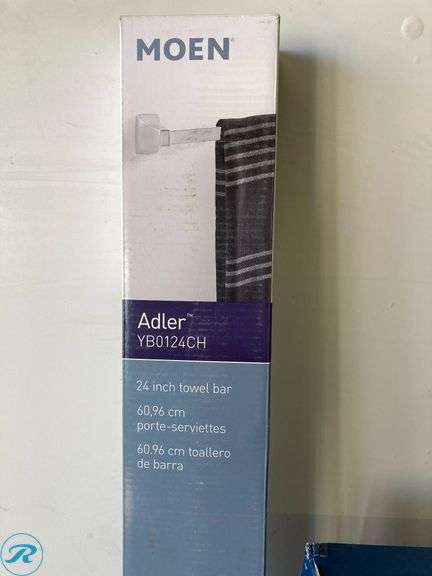 MOEN®
Adler™
YB0124CH
24 inch towel bar
60,96 cm
porte-serviettes
60.96 cm toallero
de barra
R